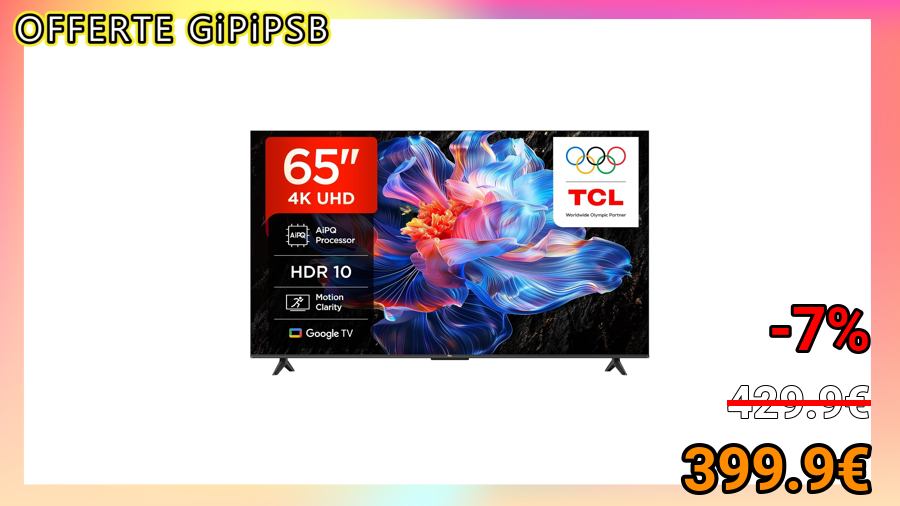 OFFERTE GiPiPSB
65"
4K UHD
AiPQ
AiPQ
Processor
HDR 10
Motion
Clarity
Google TV
TCL
Worldwide Olympic Partner
-7%
429.9€
399.9€